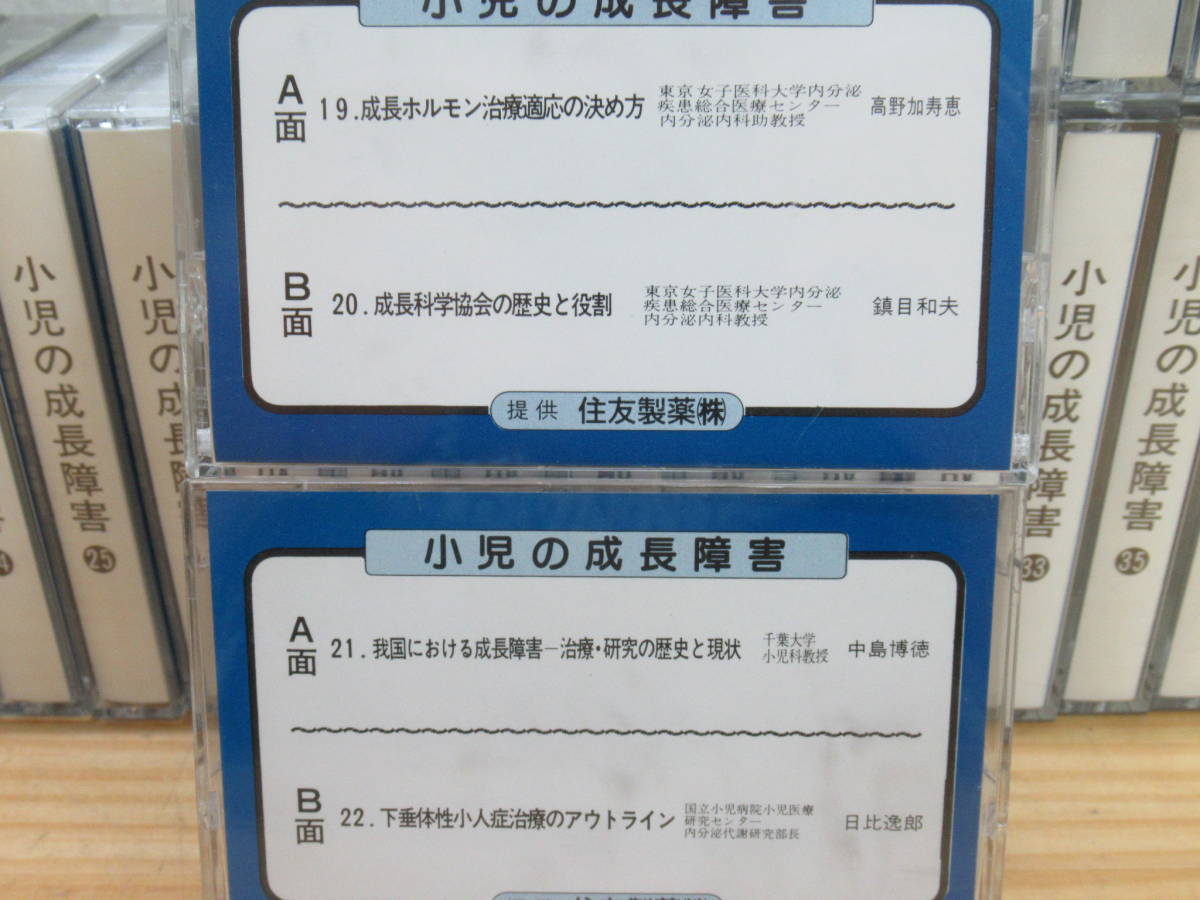 小児の成長障害
A面
19.成長ホルモン治療適応の決め方
東京女子医科大学内分泌
疾患総合医療センター
内分泌内科助教授
高野加寿恵
B面
20.成長科学協会の歴史と役割
東京女子医科大学内分泌
疾患総合医療センター
内分泌内科教授
鎮目和夫
提供 住友製薬㈱
小児の成長障害
A面
21.我国における成長障害－治療・研究の歴史と現状
千葉大学
小児科教授
中島博徳
B面
22.下垂体性小人症治療のアウトライン
国立小児病院小児医療
研究センター
内分泌代謝研究部長
日比逸郎
小児の成長障害 ㉕
小児の成長障
小児の成長障害 ㉝
小児の成長障害 ㉟